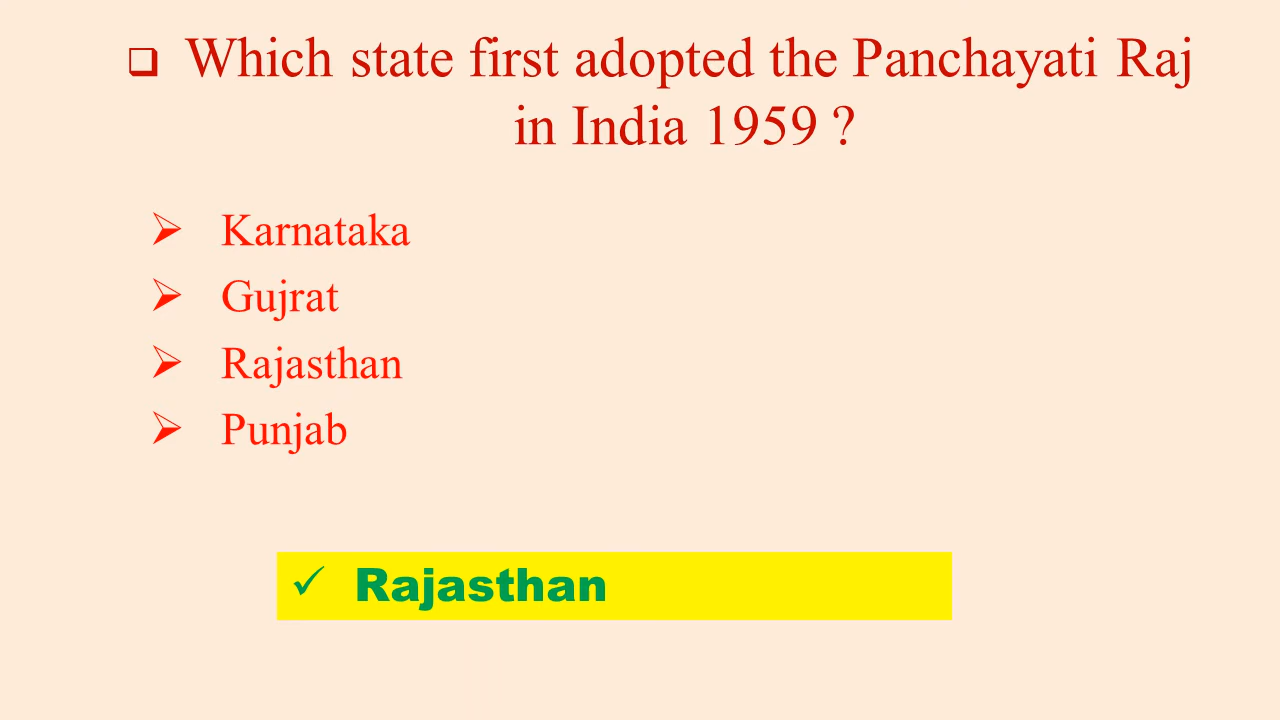 ❑ Which state first adopted the Panchayati Raj
in India 1959 ?
➢ Karnataka
➢ Gujrat
➢ Rajasthan
➢ Punjab
✓ Rajasthan